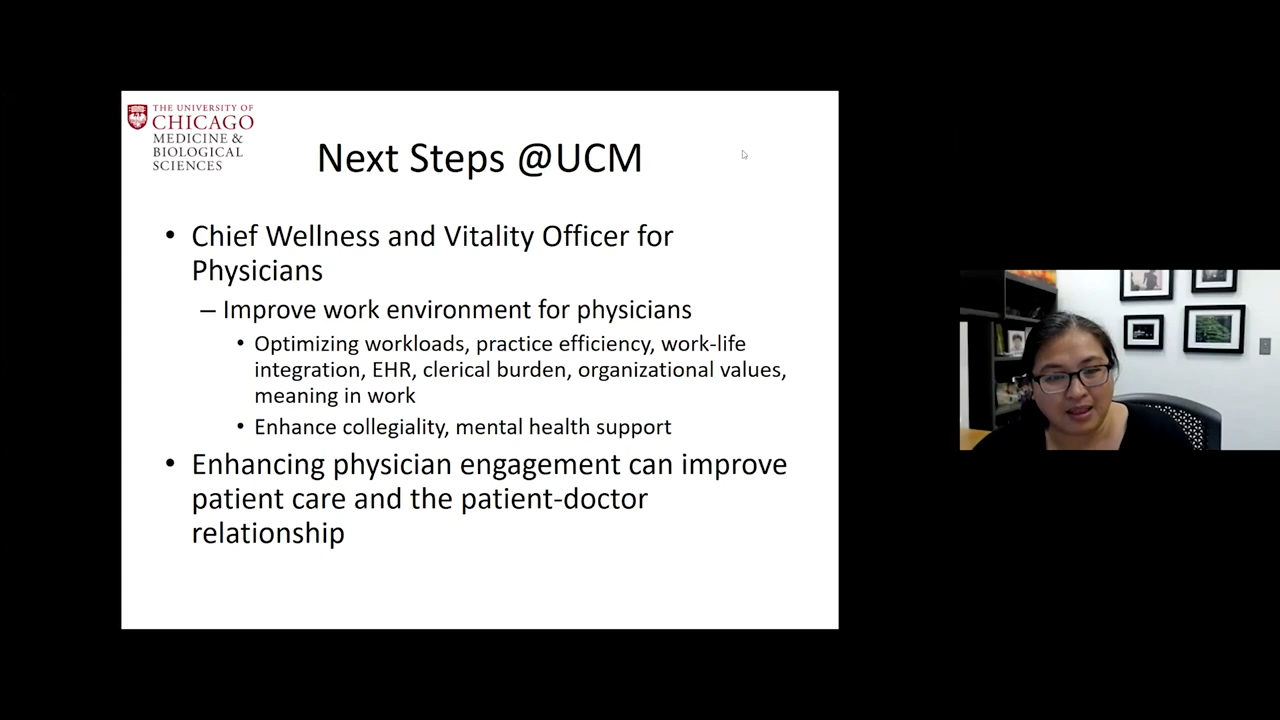 THE UNIVERSITY OF
CHICAGO
MEDICINE &
BIOLOGICAL
SCIENCES
Next Steps @UCM
• Chief Wellness and Vitality Officer for
Physicians
– Improve work environment for physicians
• Optimizing workloads, practice efficiency, work-life
integration, EHR, clerical burden, organizational values,
meaning in work
• Enhance collegiality, mental health support
• Enhancing physician engagement can improve
patient care and the patient-doctor
relationship